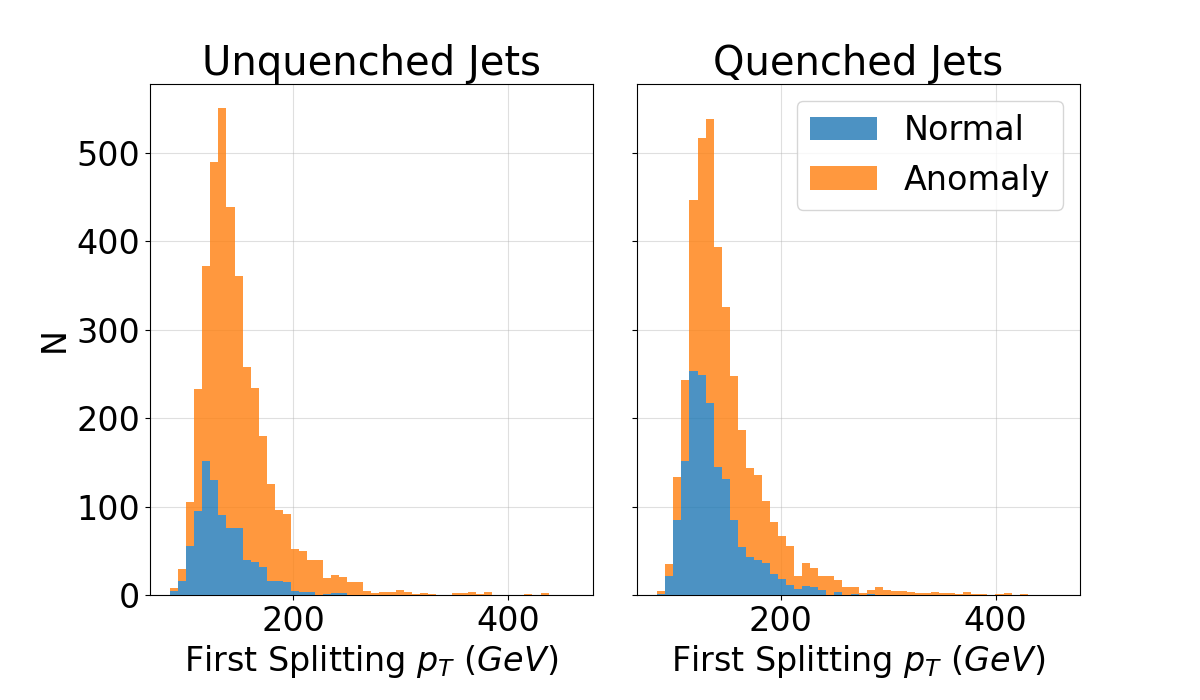 Unquenched Jets
Quenched Jets
Normal
Anomaly
N
500
400
300
200
100
0
200
400
200
400
First Splitting $p_T$ (GeV)
First Splitting $p_T$ (GeV)